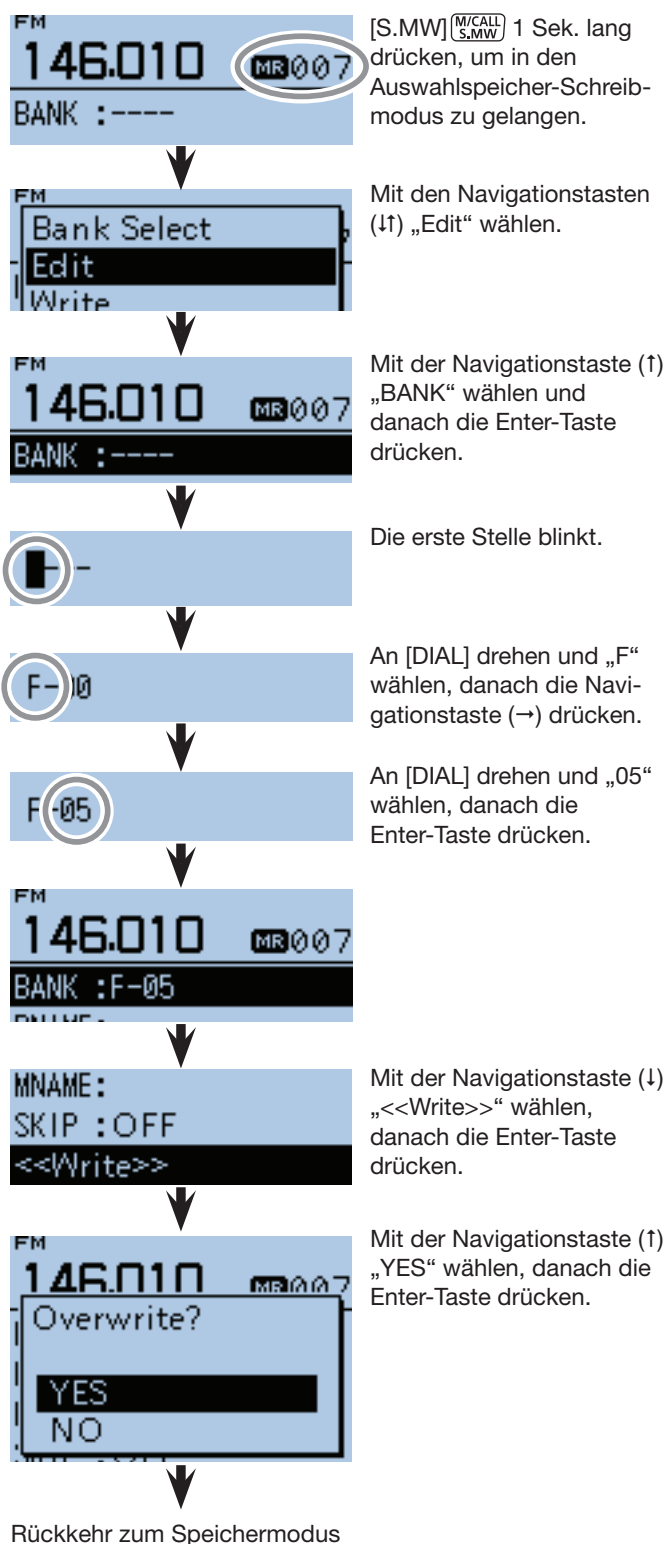 FM
146.010 MR007
BANK :----
[S.MW] M/CALL S.MW 1 Sek. lang
drücken, um in den
Auswahlspeicher-Schreib-
modus zu gelangen.
FM
Bank Select
Edit
Write
Mit den Navigationstasten
(↓↑) „Edit“ wählen.
FM
146.010 MR007
BANK :----
Mit der Navigationstaste (↑)
„BANK“ wählen und
danach die Enter-Taste
drücken.
--
Die erste Stelle blinkt.
F-00
An [DIAL] drehen und „F“
wählen, danach die Navi-
gationstaste (→) drücken.
F-05
An [DIAL] drehen und „05“
wählen, danach die
Enter-Taste drücken.
FM
146.010 MR007
BANK :F-05
MNAME:
SKIP :OFF
<<Write>>
Mit der Navigationstaste (↓)
„<<Write>>“ wählen,
danach die Enter-Taste
drücken.
FM
146.010 MR007
Overwrite?
YES
NO
Mit der Navigationstaste (↑)
„YES“ wählen, danach die
Enter-Taste drücken.
Rückkehr zum Speichermodus